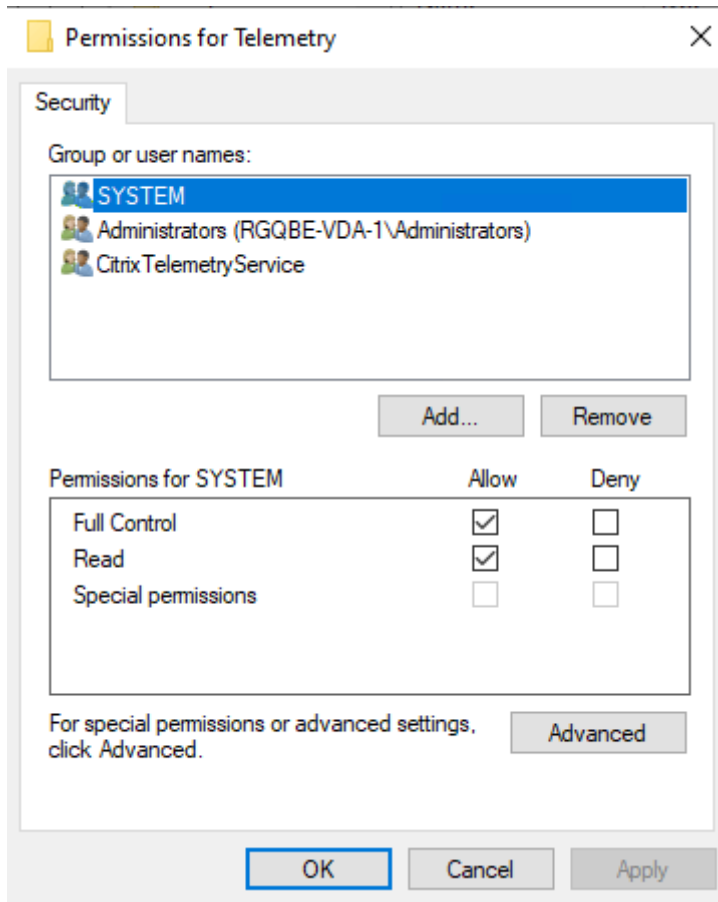 Permissions for Telemetry
Security
Group or user names:
SYSTEM
Administrators (RGQBE-VDA-1\Administrators)
CitrixTelemetryService
Add... Remove
Permissions for SYSTEM Allow Deny
Full Control
Read
Special permissions
For special permissions or advanced settings,
click Advanced.
Advanced
OK Cancel Apply